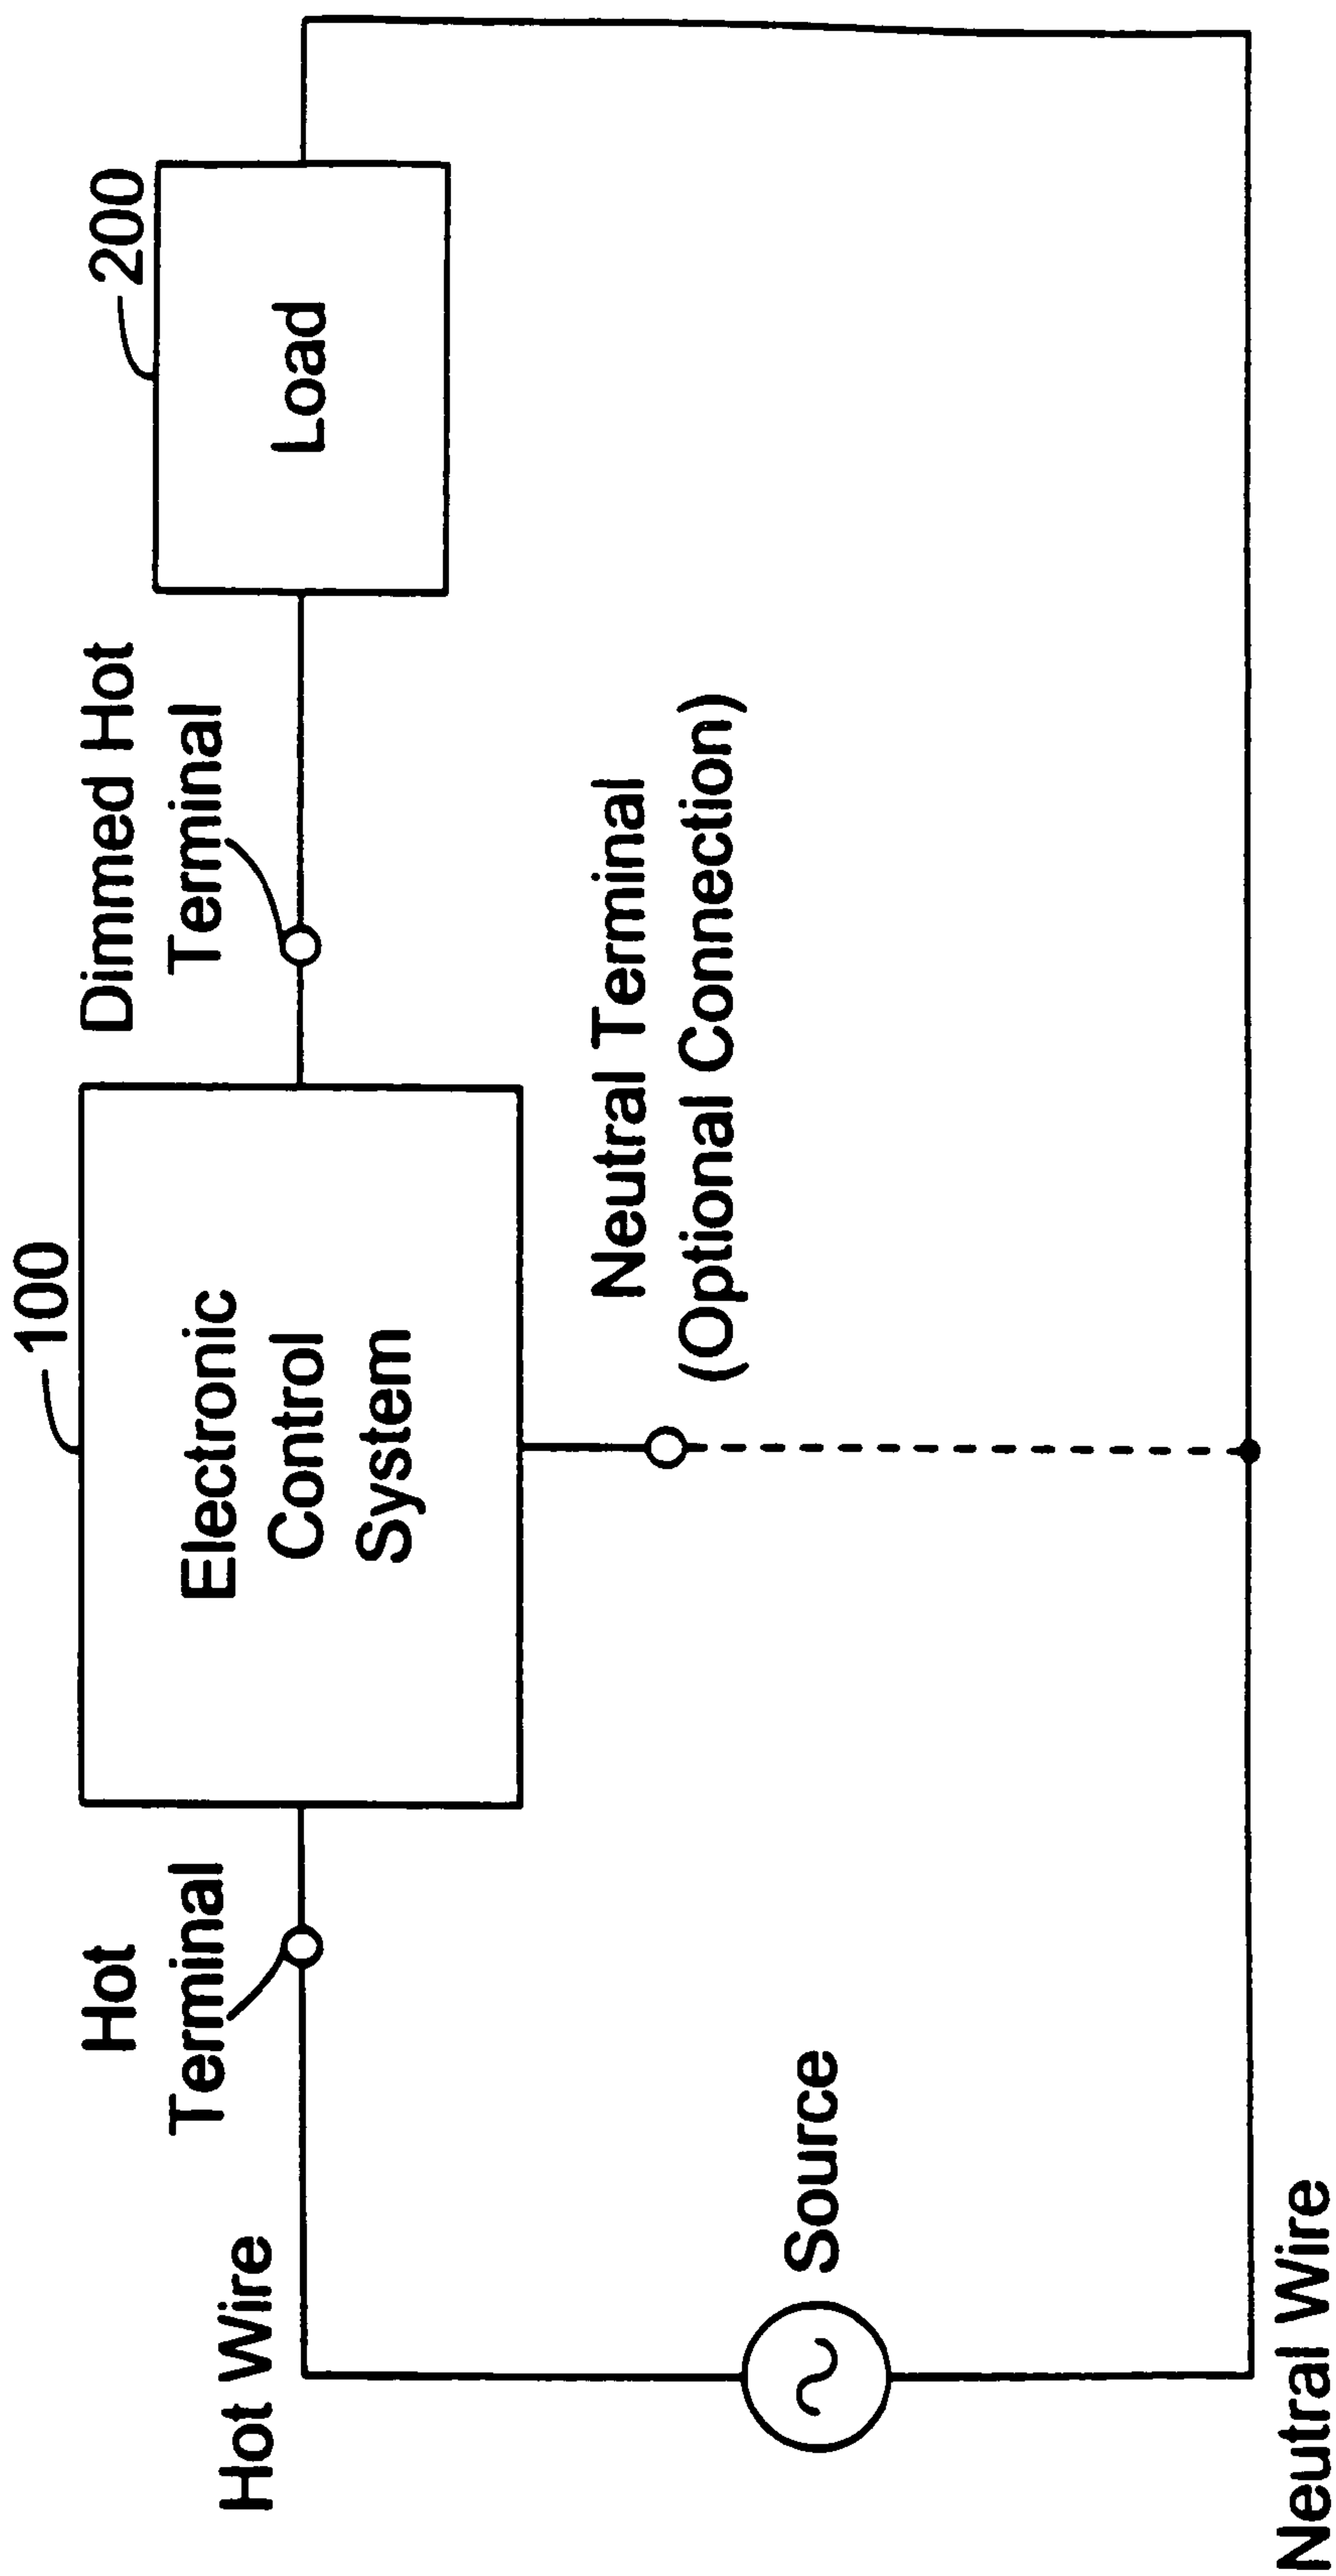 100
Electronic
Control
System
200
Load
Hot
Terminal
Dimmed Hot
Terminal
Hot Wire
Source
Neutral Terminal
(Optional Connection)
Neutral Wire